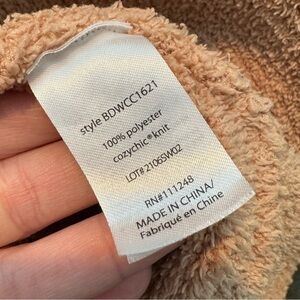 style BDWCC1621
100% polyester
cozychic® knit
LOT# 2106SW02
RN#111248
MADE IN CHINA/
Fabriqué en Chine